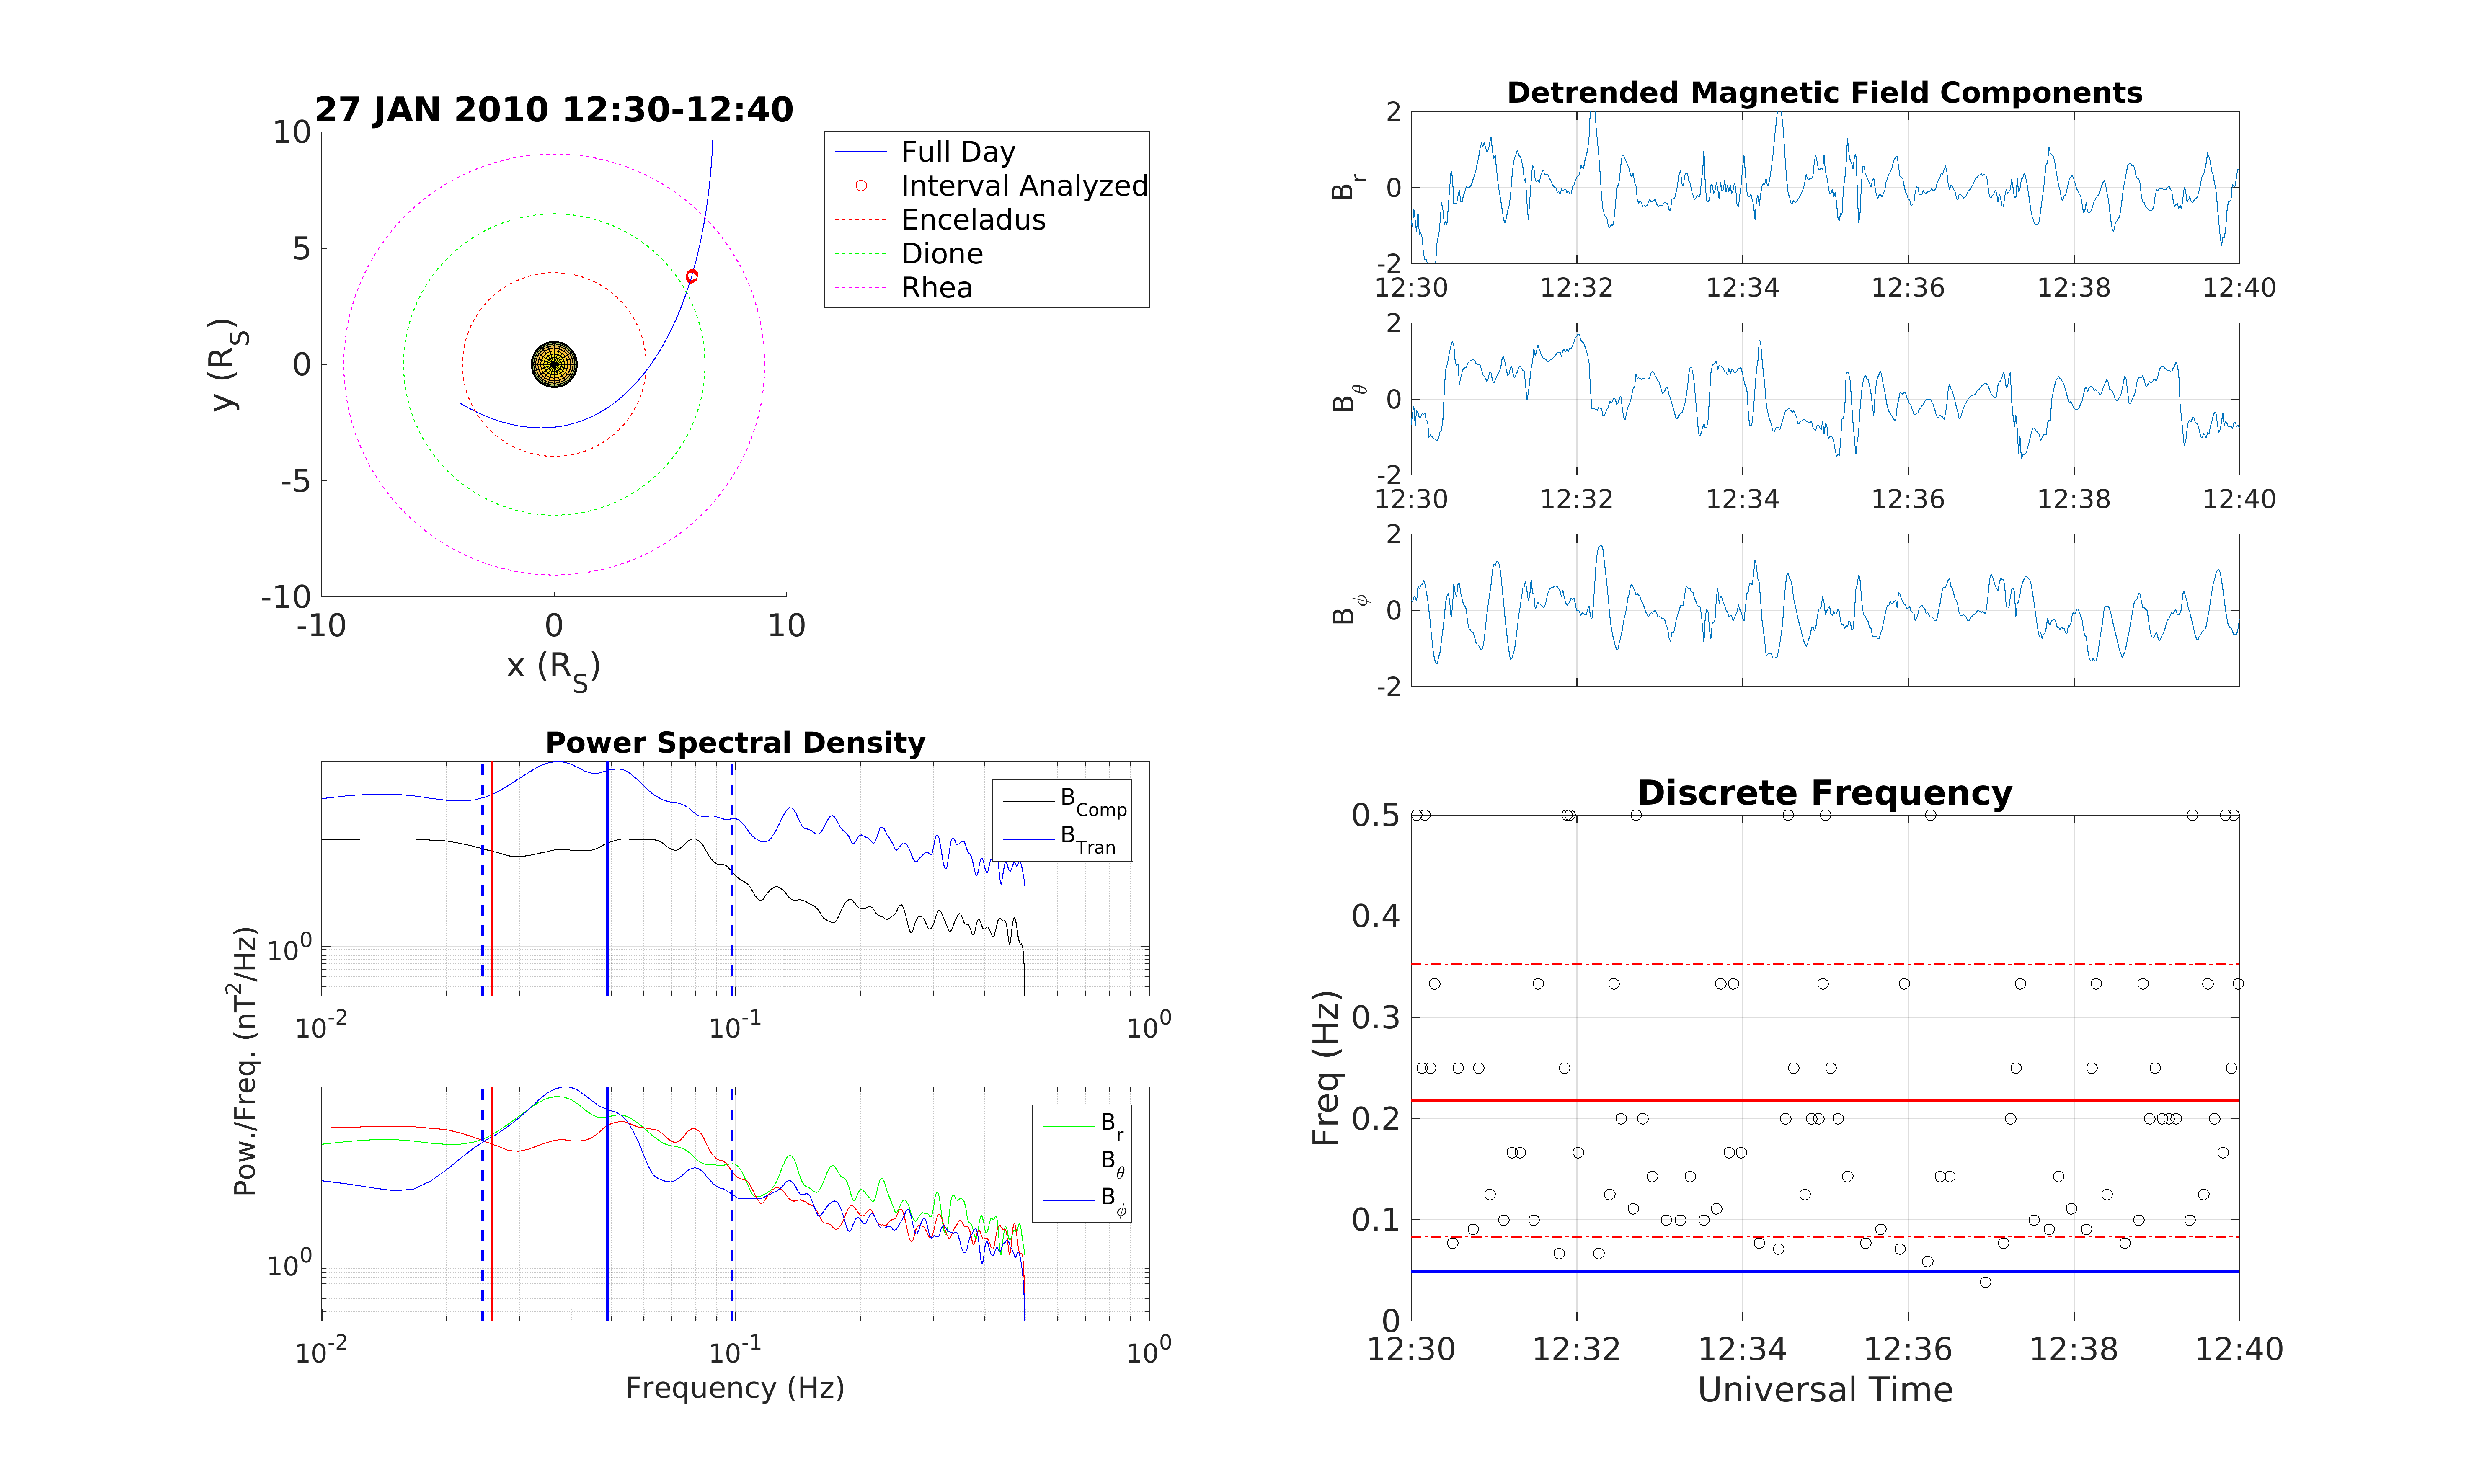 27 JAN 2010 12:30-12:40
10
5
0
-5
-10
-10 0 10
y (R_S)
x (R_S)
Full Day
Interval Analyzed
Enceladus
Dione
Rhea
Detrended Magnetic Field Components
2
0
-2
B_r
12:30 12:32 12:34 12:36 12:38 12:40
2
0
-2
B_θ
12:30 12:32 12:34 12:36 12:38 12:40
2
0
-2
B_ϕ
Power Spectral Density
B_Comp
B_Tran
10^0
10^-2 10^-1 10^0
Pow./Freq. (nT^2/Hz)
B_r
B_θ
B_ϕ
10^0
10^-2 10^-1 10^0
Frequency (Hz)
Discrete Frequency
0.5
0.4
0.3
0.2
0.1
0
Freq (Hz)
12:30 12:32 12:34 12:36 12:38 12:40
Universal Time